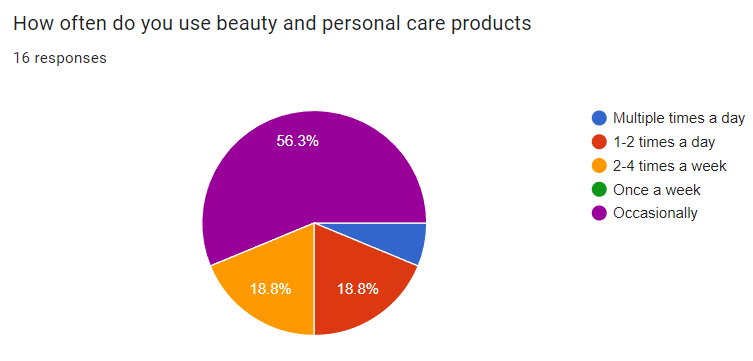 How often do you use beauty and personal care products
16 responses
56.3%
18.8%
18.8%
Multiple times a day
1-2 times a day
2-4 times a week
Once a week
Occasionally